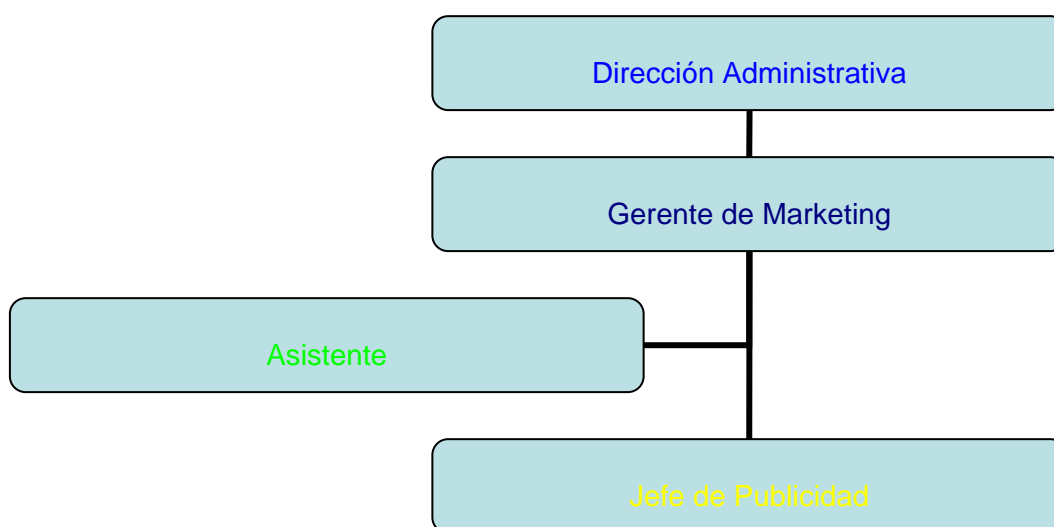 Dirección Administrativa
Gerente de Marketing
Asistente
Jefe de Publicidad